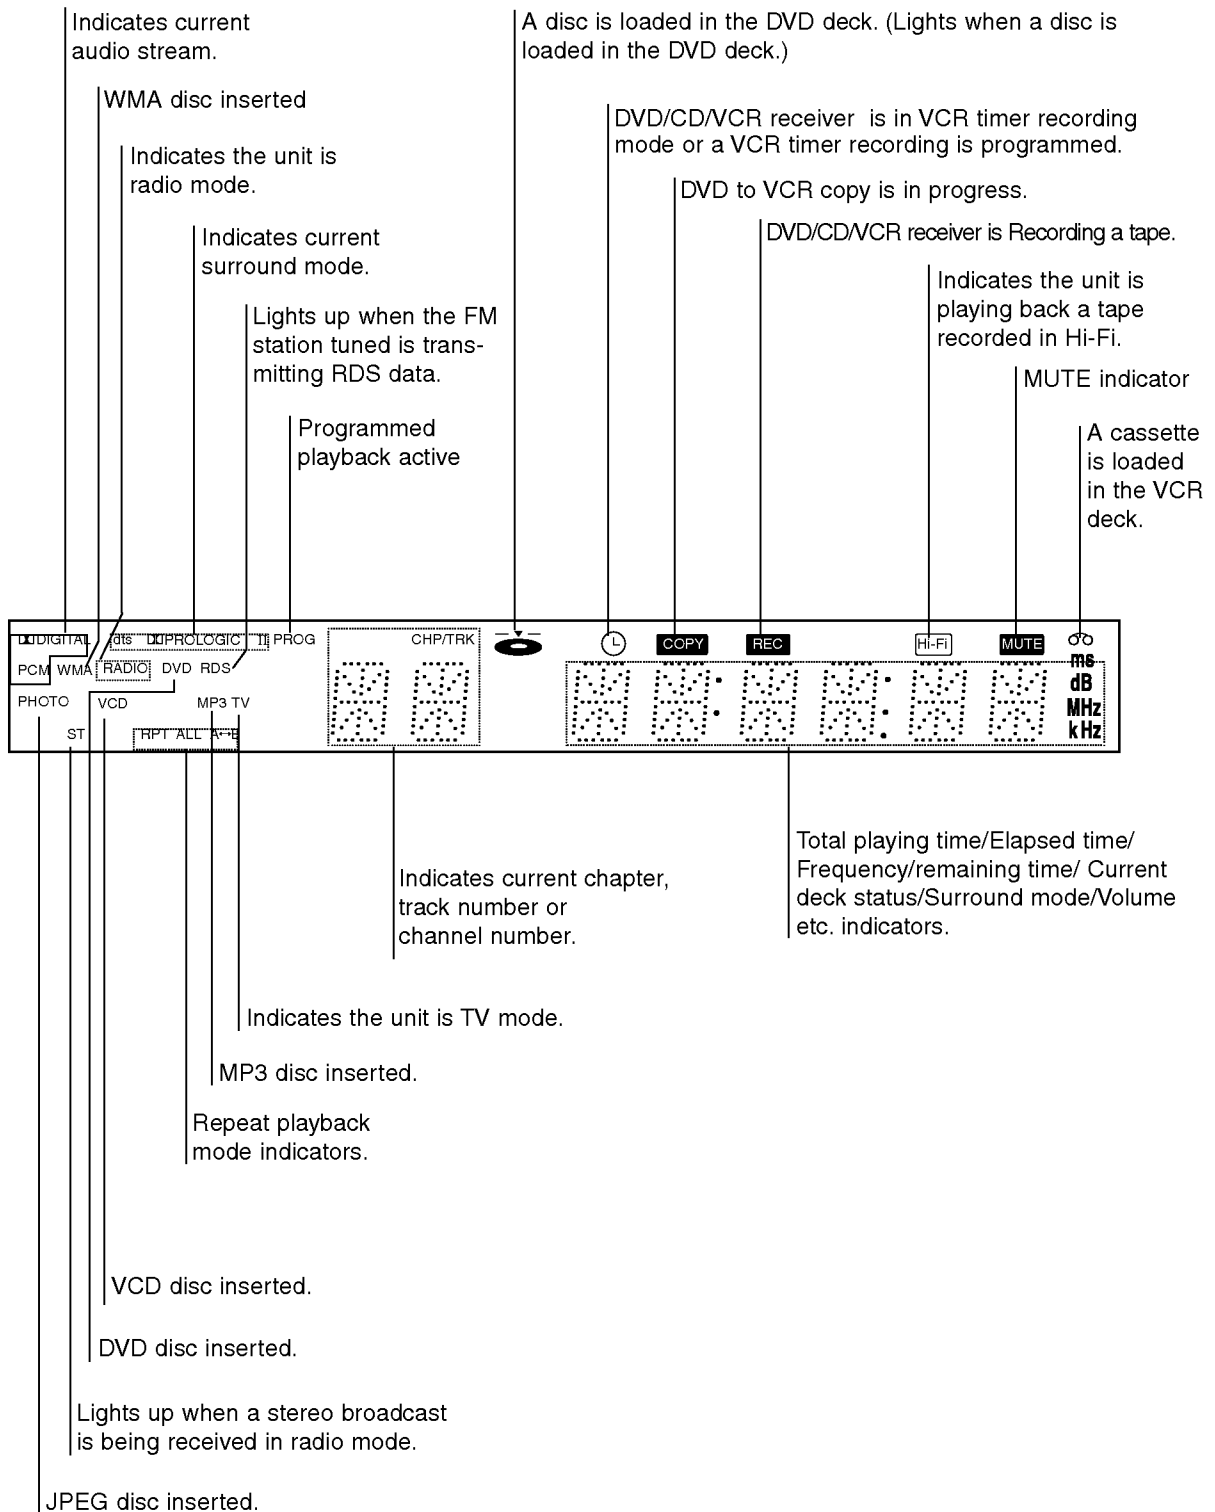 Indicates current
audio stream.
A disc is loaded in the DVD deck. (Lights when a disc is
loaded in the DVD deck.)
WMA disc inserted
DVD/CD/VCR receiver is in VCR timer recording
mode or a VCR timer recording is programmed.
Indicates the unit is
radio mode.
DVD to VCR copy is in progress.
Indicates current
surround mode.
DVD/CD/VCR receiver is Recording a tape.
Indicates the unit is
playing back a tape
recorded in Hi-Fi.
Lights up when the FM
station tuned is trans-
mitting RDS data.
MUTE indicator
Programmed
playback active
A cassette
is loaded
in the VCR
deck.
DIGITAL dts PROLOGIC II PROG CHP/TRK COPY REC Hi-Fi MUTE
PCM WMA RADIO DVD RDS ms
dB
PHOTO VCD MP3 TV MHz
ST RPT ALL A↔B kHz
Total playing time/Elapsed time/
Frequency/remaining time/ Current
deck status/Surround mode/Volume
etc. indicators.
Indicates current chapter,
track number or
channel number.
Indicates the unit is TV mode.
MP3 disc inserted.
Repeat playback
mode indicators.
VCD disc inserted.
DVD disc inserted.
Lights up when a stereo broadcast
is being received in radio mode.
JPEG disc inserted.